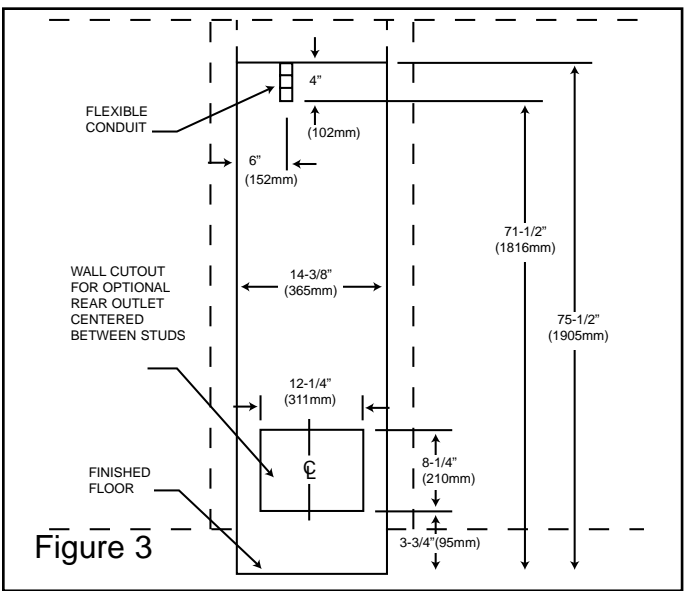 4”
FLEXIBLE
CONDUIT
(102mm)
6”
(152mm)
71-1/2”
(1816mm)
WALL CUTOUT
FOR OPTIONAL
REAR OUTLET
CENTERED
BETWEEN STUDS
14-3/8”
(365mm)
75-1/2”
(1905mm)
12-1/4”
(311mm)
8-1/4”
(210mm)
CL
FINISHED
FLOOR
3-3/4”(95mm)
Figure 3